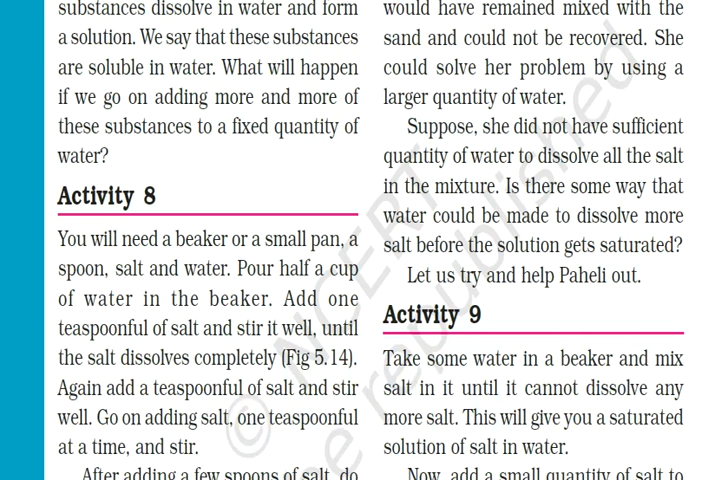 substances dissolve in water and form
a solution. We say that these substances
are soluble in water. What will happen
if we go on adding more and more of
these substances to a fixed quantity of
water?
Activity 8
You will need a beaker or a small pan, a
spoon, salt and water. Pour half a cup
of water in the beaker. Add one
teaspoonful of salt and stir it well, until
the salt dissolves completely (Fig 5.14).
Again add a teaspoonful of salt and stir
well. Go on adding salt, one teaspoonful
at a time, and stir.
After adding a few spoons of salt, do
would have remained mixed with the
sand and could not be recovered. She
could solve her problem by using a
larger quantity of water.
Suppose, she did not have sufficient
quantity of water to dissolve all the salt
in the mixture. Is there some way that
water could be made to dissolve more
salt before the solution gets saturated?
Let us try and help Paheli out.
Activity 9
Take some water in a beaker and mix
salt in it until it cannot dissolve any
more salt. This will give you a saturated
solution of salt in water.
Now, add a small quantity of salt to
© NCERT
be republished